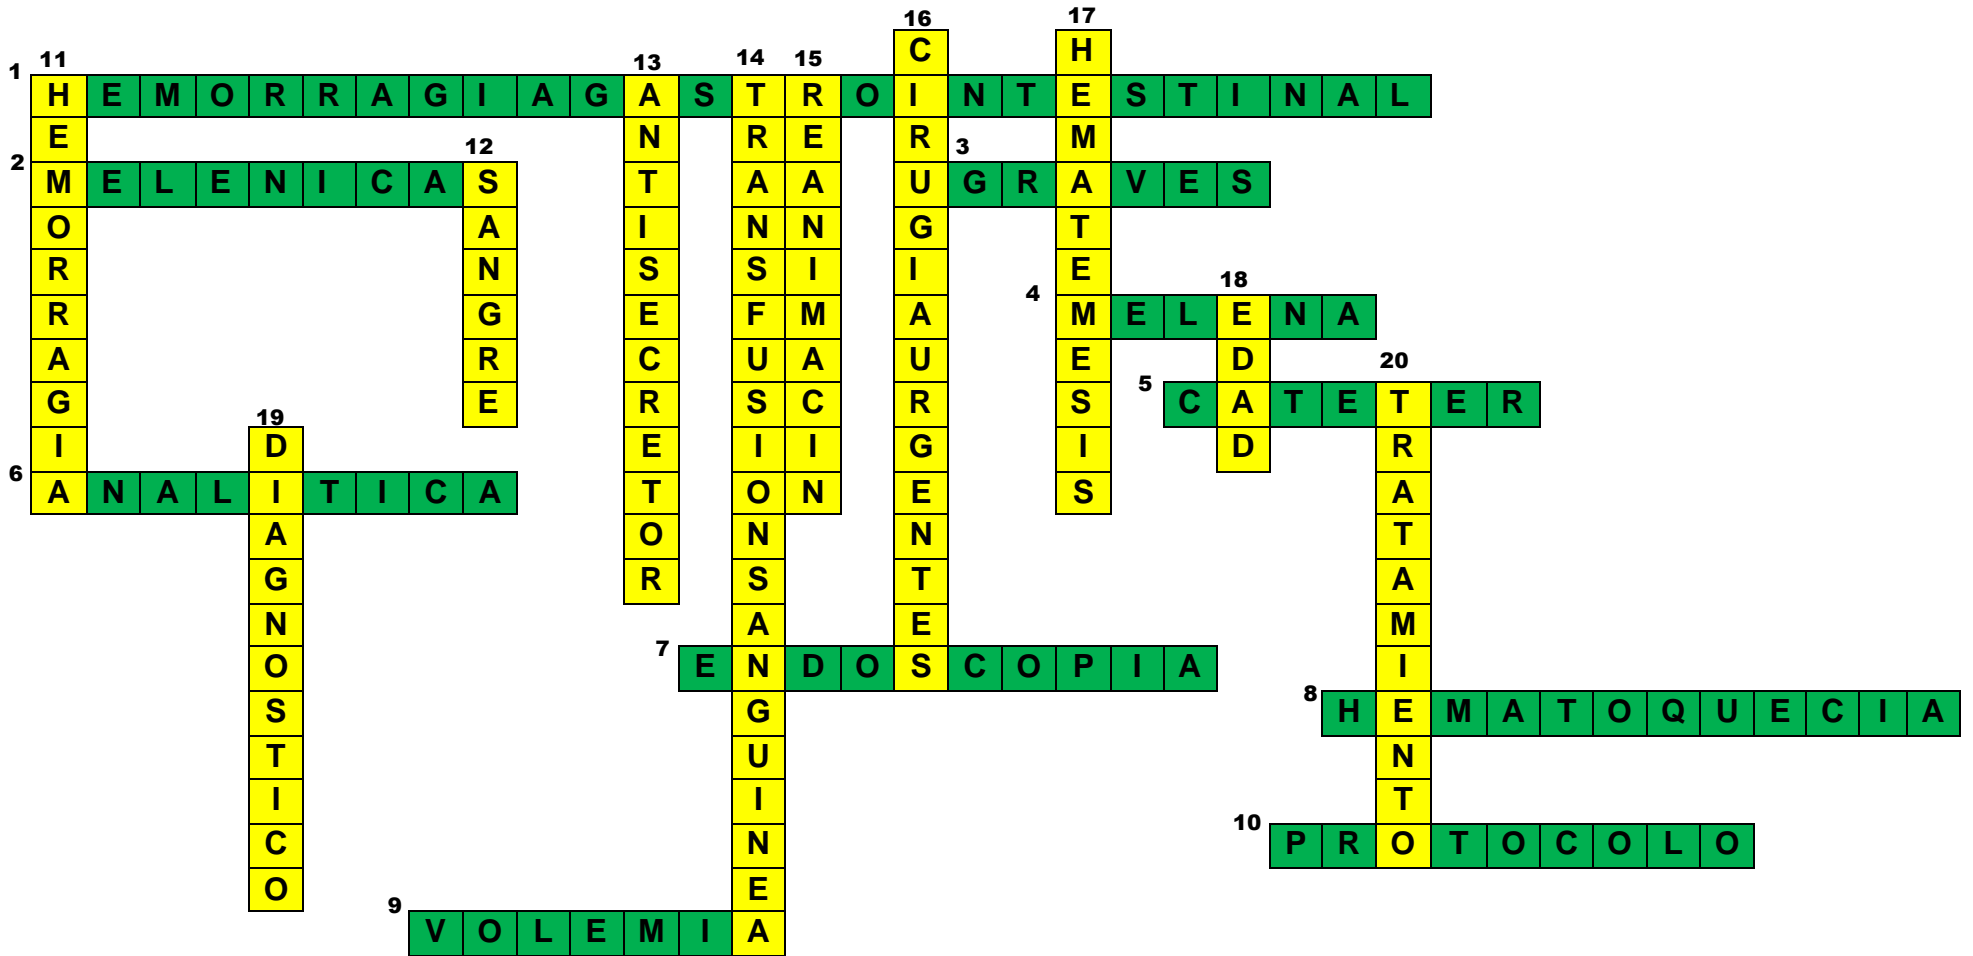 1 HEMORRAGIAGASTROINTESTINAL
2 MELENICAS
3 GRAVES
4 MELENA
5 CATETER
6 ANALITICA
7 ENDOSCOPIA
8 HEMATOQUECIA
9 VOLEMIA
10 PROTOCOLO
11 HEMORRAGIA
12 SANGRE
13 ANTISECRETOR
14 TRANSFUSIONSANGUINEA
15 REANIMACIN
16 CIRUGIAURGENTES
17 HEMATEMESIS
18 EDAD
19 DIAGNOSTICO
20 TRATAMIENTO